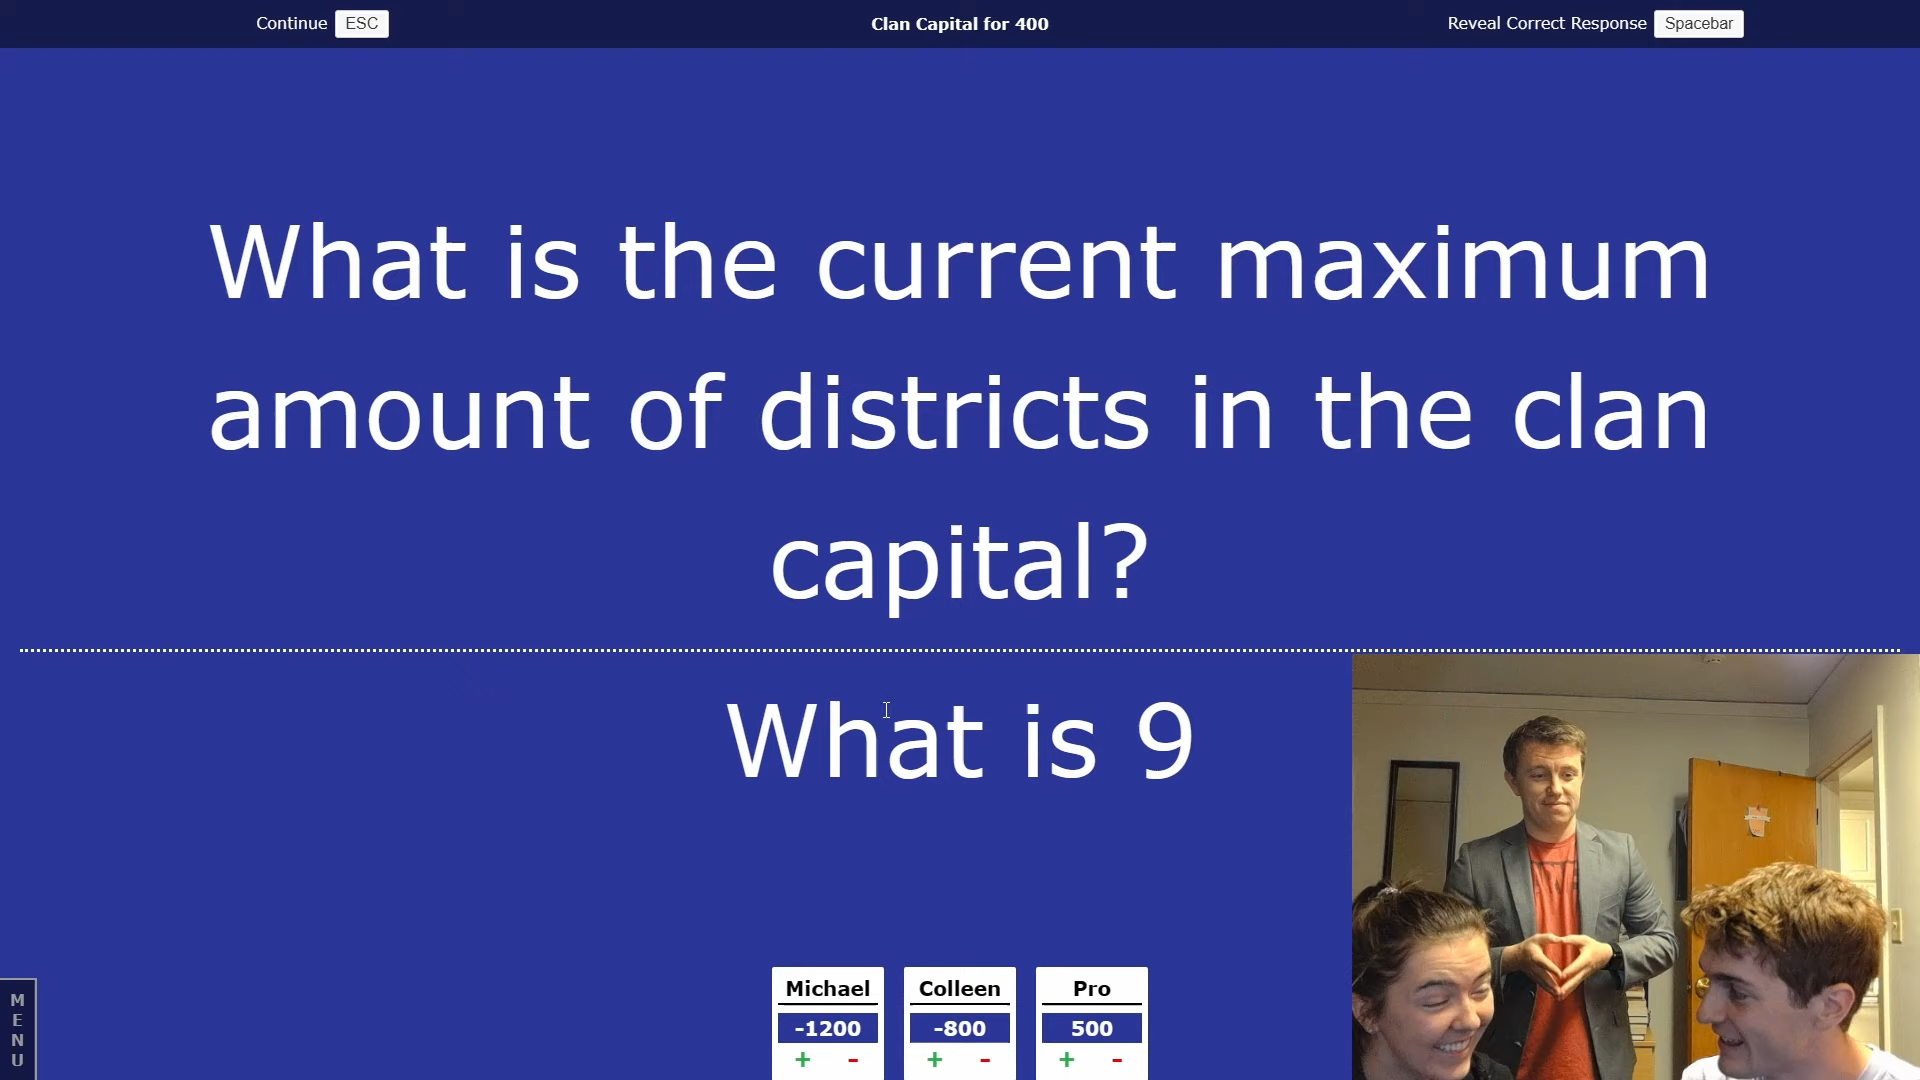 Continue ESC
Clan Capital for 400
Reveal Correct Response Spacebar
What is the current maximum
amount of districts in the clan
capital?
What is 9
Michael
-1200
+ -
Colleen
-800
+ -
Pro
500
+ -
MENU